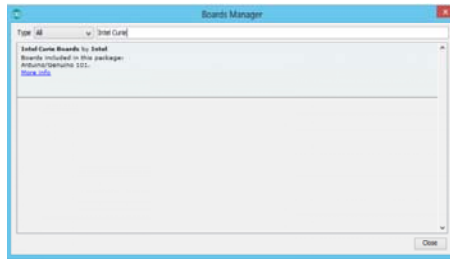 Boards Manager
Type All Intel Curie
Intel Curie Boards by Intel
Boards included in this package:
Arduino/Genuino 101.
More info
Close